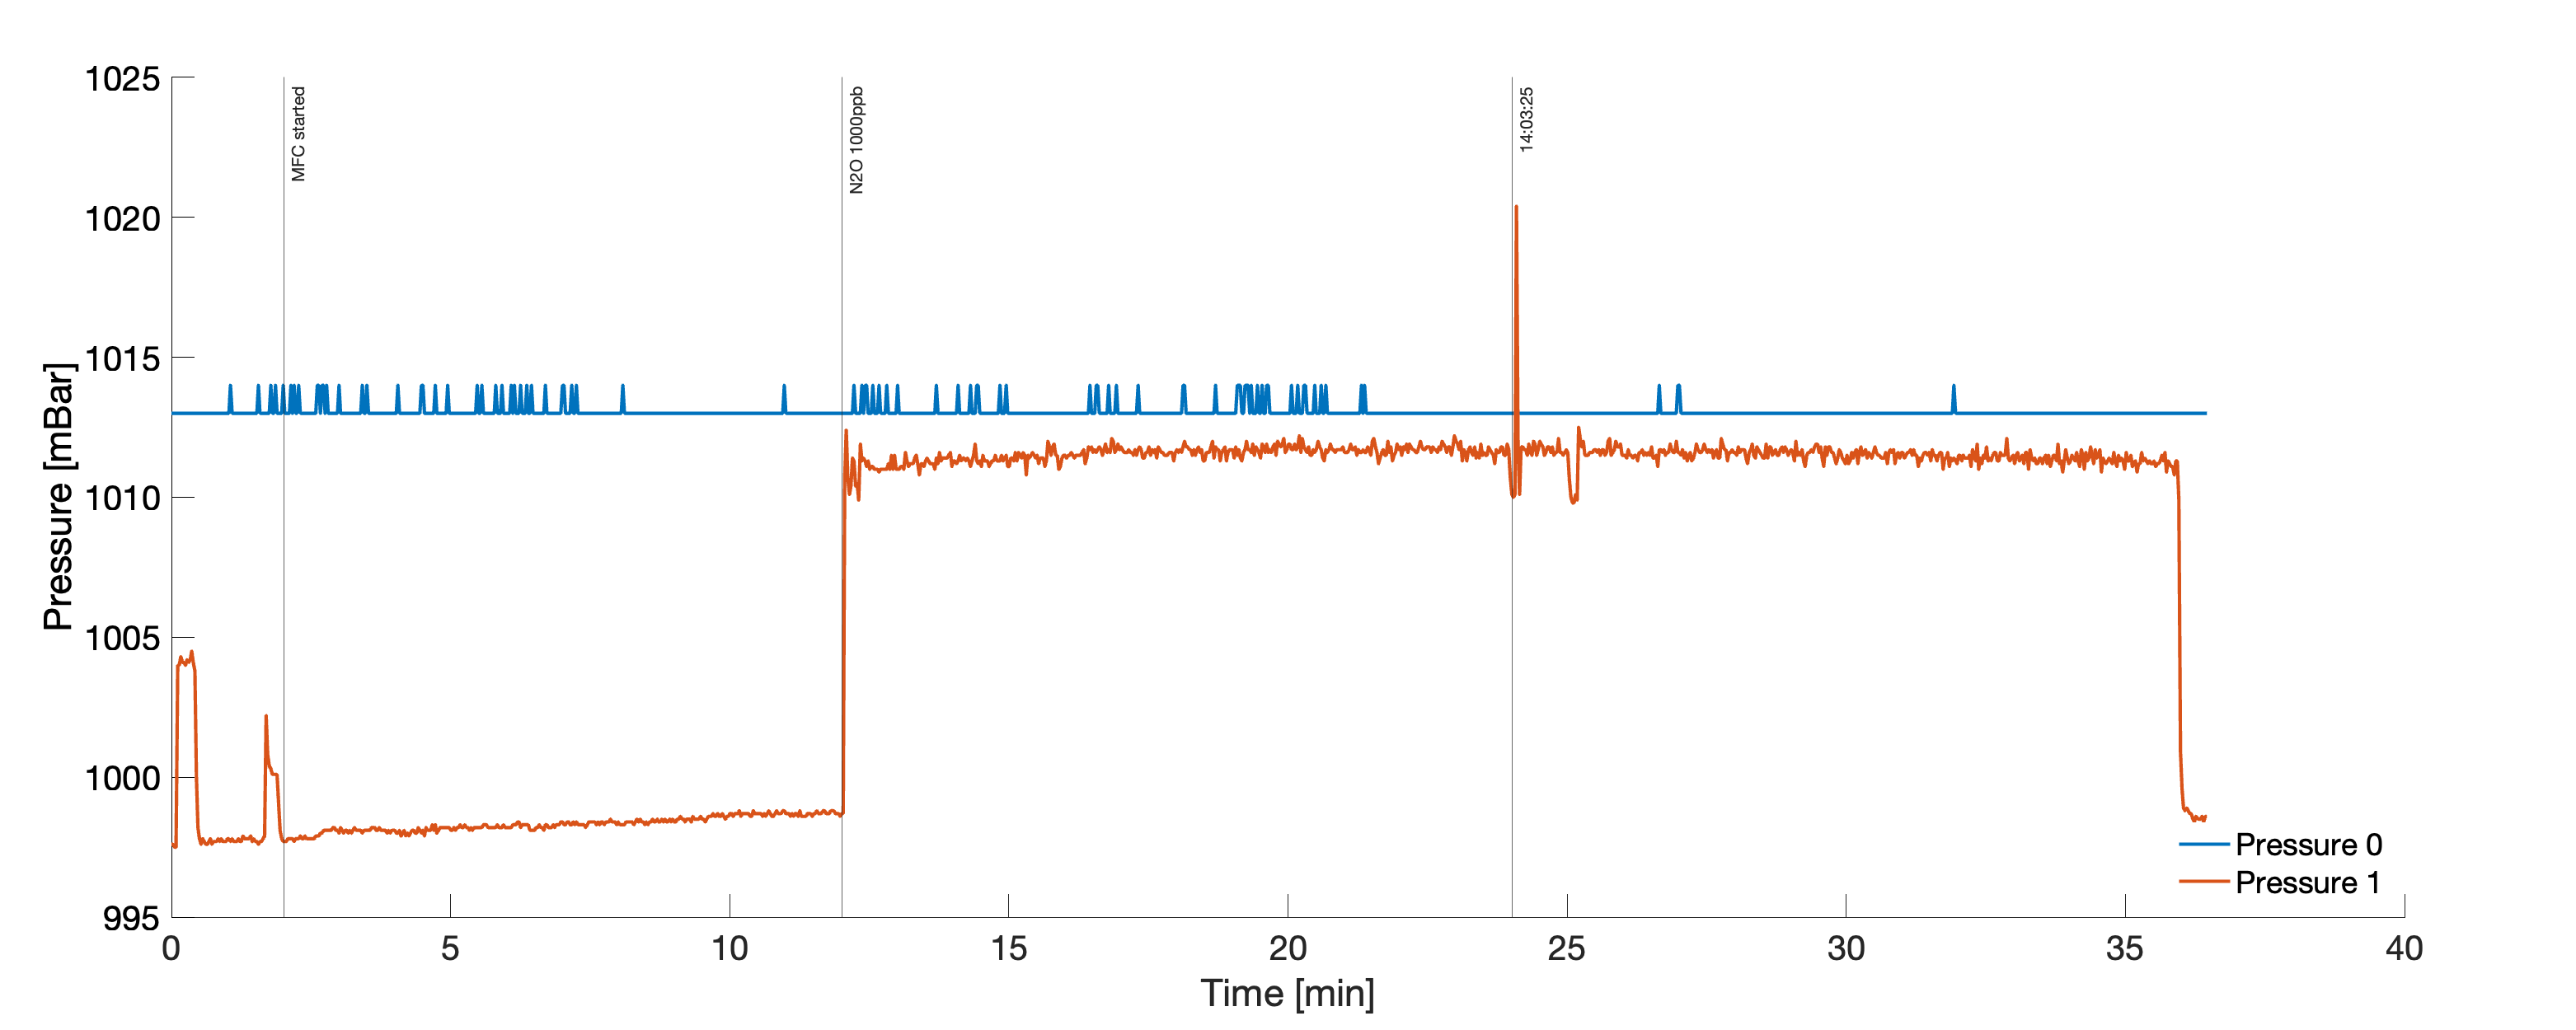 1025
1020
1015
1010
1005
1000
995
Pressure [mBar]
MFC started
N2O 1000ppb
14:03:25
Pressure 0
Pressure 1
0 5 10 15 20 25 30 35 40
Time [min]